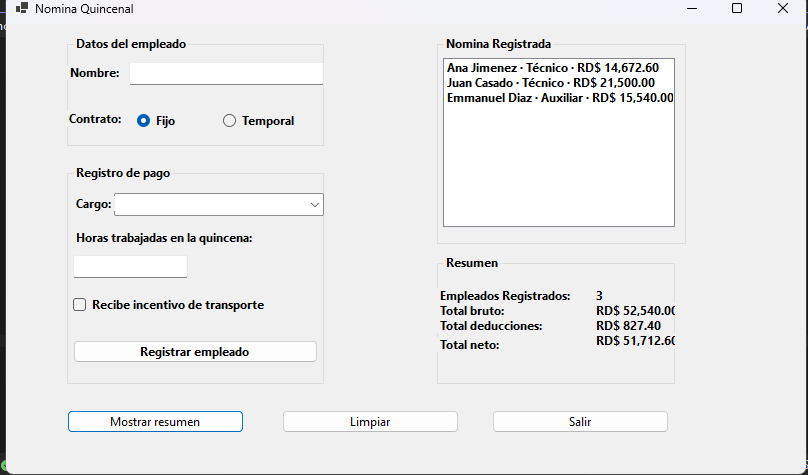 Nomina Quincenal
Datos del empleado
Nombre:
Contrato:
Fijo
Temporal
Registro de pago
Cargo:
Horas trabajadas en la quincena:
Recibe incentivo de transporte
Registrar empleado
Nomina Registrada
Ana Jimenez · Técnico · RD$ 14,672.60
Juan Casado · Técnico · RD$ 21,500.00
Emmanuel Diaz · Auxiliar · RD$ 15,540.00
Resumen
Empleados Registrados: 3
Total bruto: RD$ 52,540.00
Total deducciones: RD$ 827.40
Total neto: RD$ 51,712.60
Mostrar resumen
Limpiar
Salir